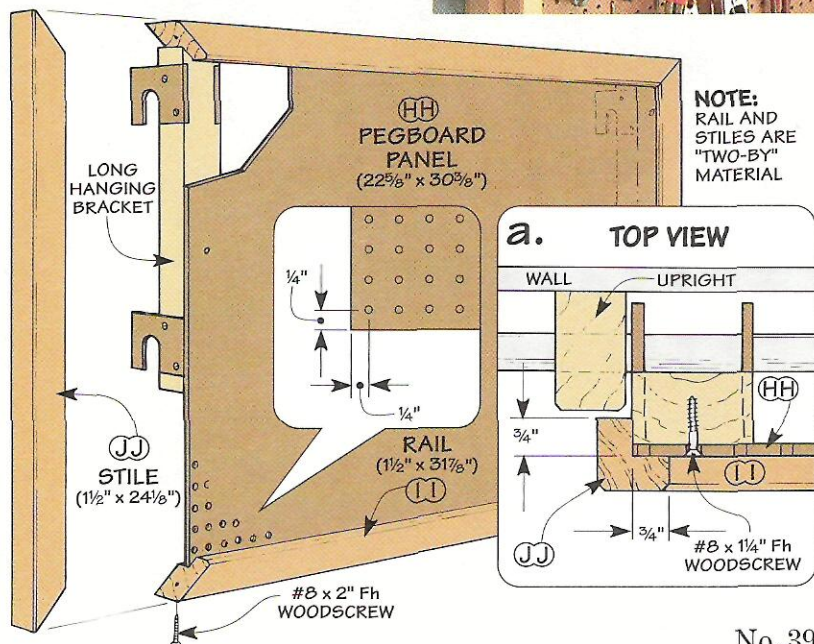 HH
PEGBOARD
PANEL
(22⅝" x 30⅜")
NOTE:
RAIL AND
STILES ARE
"TWO-BY"
MATERIAL
LONG
HANGING
BRACKET
¼"
¼"
JJ
STILE
(1½" x 24⅛")
RAIL
(1½" x 31⅞")
II
#8 x 2" Fh
WOODSCREW
a. TOP VIEW
WALL
UPRIGHT
¾"
HH
II
JJ
¾"
#8 x 1¼" Fh
WOODSCREW
No. 39